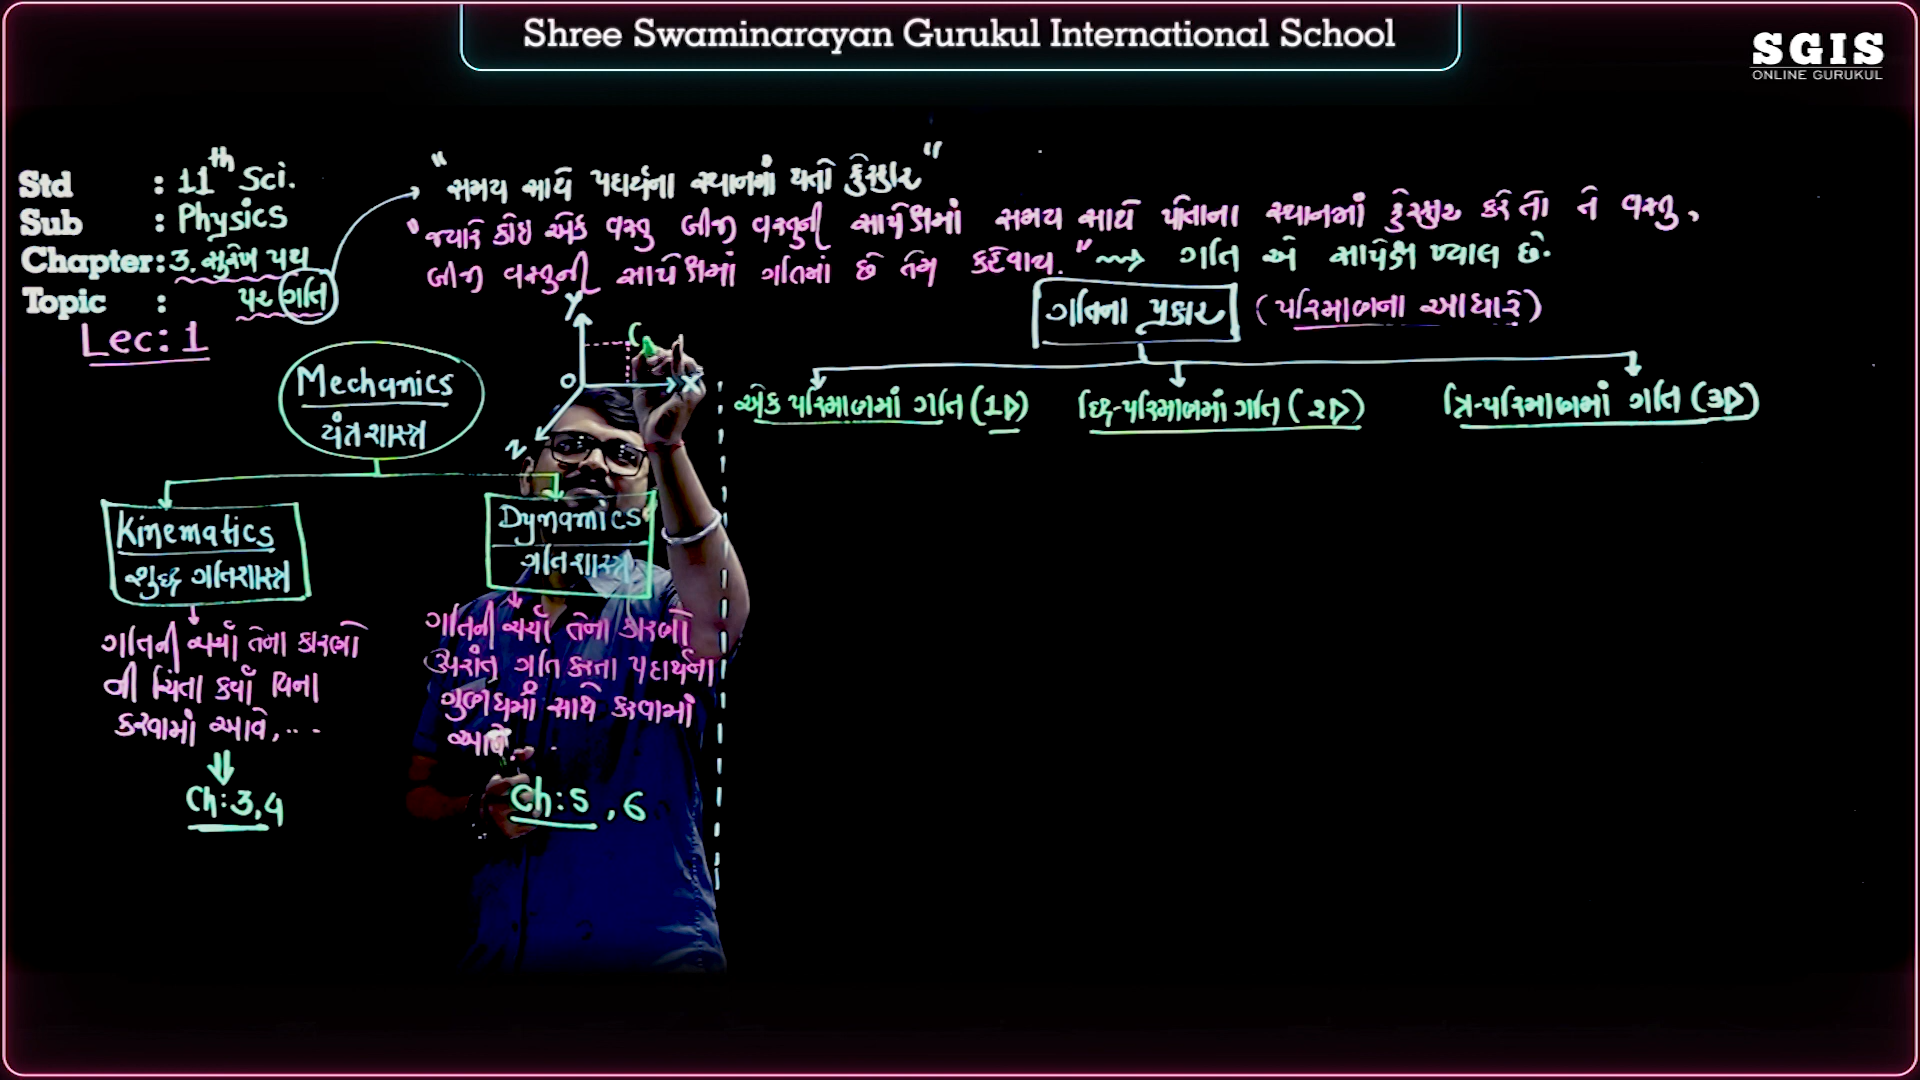 Shree Swaminarayan Gurukul International School
SGIS
ONLINE GURUKUL
Std : 11th Sci.
Sub : Physics
Chapter : 3. સુરેખ પથ
Topic : પર ગતિ
Lec : 1
"સમય સાથે પદાર્થના સ્થાનમાં થતો ફેરફાર"
"જ્યારે કોઇ એક વસ્તુ બીજી વસ્તુની સાપેક્ષમાં સમય સાથે પોતાના સ્થાનમાં ફેરફાર કરે તો તે વસ્તુ,
બીજી વસ્તુની સાપેક્ષમાં ગતિમાં છે તેમ કહેવાય." ગતિ એ સાપેક્ષ ખ્યાલ છે.
ગતિના પ્રકાર (પરિમાણના આધારે)
એક પરિમાણમાં ગતિ (1D)
દ્વિ-પરિમાણમાં ગતિ (2D)
ત્રિ-પરિમાણમાં ગતિ (3D)
Y
(
O
X
Z
Mechanics
યંત્રશાસ્ત્ર
Kinematics
શુદ્ધ ગતિશાસ્ત્ર
ગતિની ચર્ચા તેના કારણો
ની ચિંતા કર્યા વિના
કરવામાં આવે, ...
Ch : 3, 4
Dynamics
ગતિશાસ્ત્ર
ગતિની ચર્ચા તેના કારણો
ઉપરાંત ગતિ કરતા પદાર્થના
ગુણધર્મો સાથે કરવામાં
આવે. . .
Ch : 5 , 6